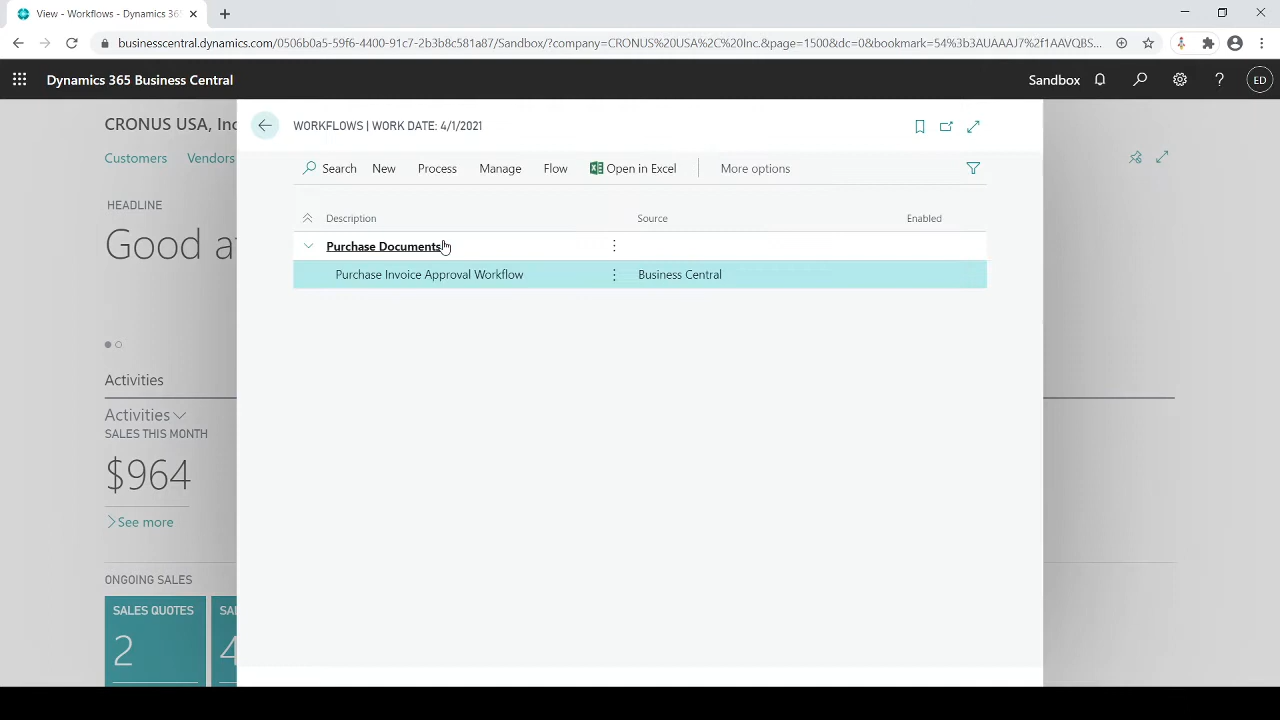 View - Workflows - Dynamics 365
businesscentral.dynamics.com/0506b0a5-59f6-4400-91c7-2b3b8c581a87/Sandbox/?company=CRONUS%20USA%2C%20Inc.&page=1500&dc=0&bookmark=54%3b3AUAAAJ7%2f1AAVQBS...
Dynamics 365 Business Central
Sandbox
ED
CRONUS USA, Inc
Customers Vendors
WORKFLOWS | WORK DATE: 4/1/2021
Search New Process Manage Flow Open in Excel More options
HEADLINE
Good a
Description Source Enabled
Purchase Documents
Purchase Invoice Approval Workflow Business Central
Activities
Activities
SALES THIS MONTH
$964
See more
ONGOING SALES
SALES QUOTES SAL
2 4